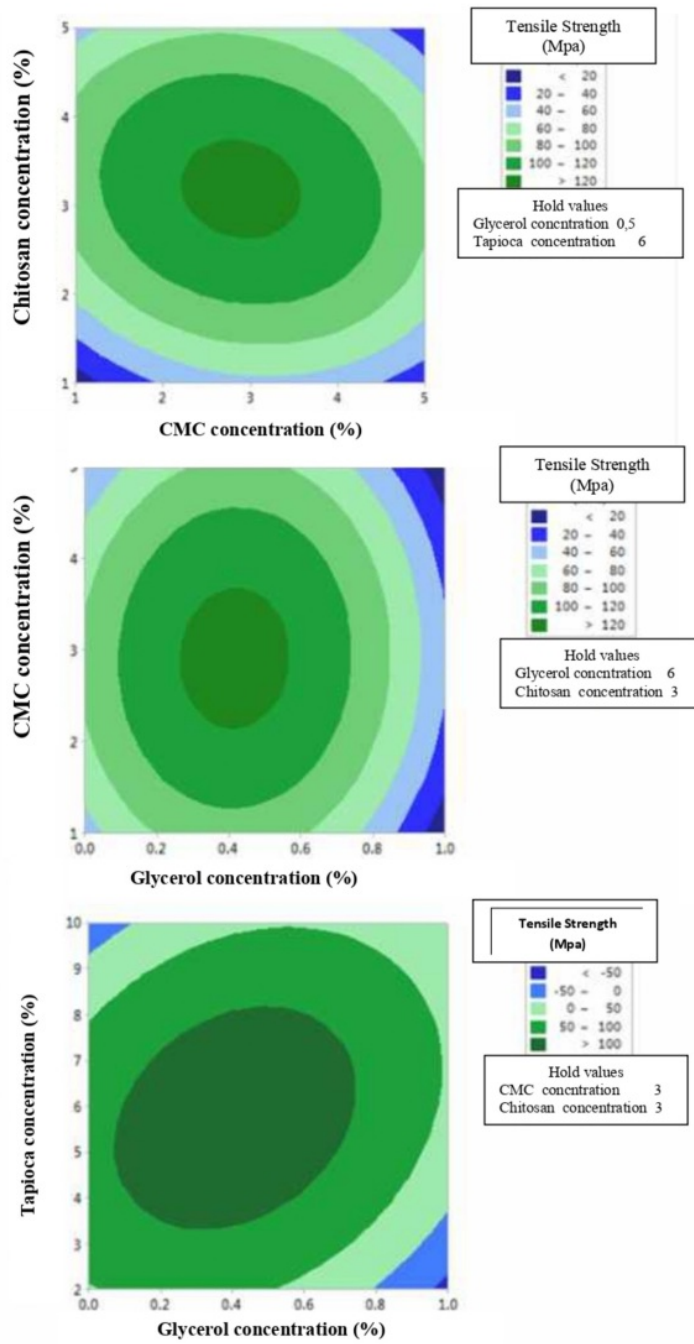 Chitosan concentration (%)
5
4
3
2
1
1 2 3 4 5
CMC concentration (%)
Tensile Strength
(Mpa)
< 20
20 – 40
40 – 60
60 – 80
80 – 100
100 – 120
> 120
Hold values
Glycerol concntration 0,5
Tapioca concentration 6
CMC concentration (%)
5
4
3
2
1
0.0 0.2 0.4 0.6 0.8 1.0
Glycerol concentration (%)
Tensile Strength
(Mpa)
< 20
20 – 40
40 – 60
60 – 80
80 – 100
100 – 120
> 120
Hold values
Glycerol concntration 6
Chitosan concentration 3
Tapioca concentration (%)
10
9
8
7
6
5
4
3
2
0.0 0.2 0.4 0.6 0.8 1.0
Glycerol concentration (%)
Tensile Strength
(Mpa)
< -50
-50 – 0
0 – 50
50 – 100
> 100
Hold values
CMC concntration 3
Chitosan concentration 3